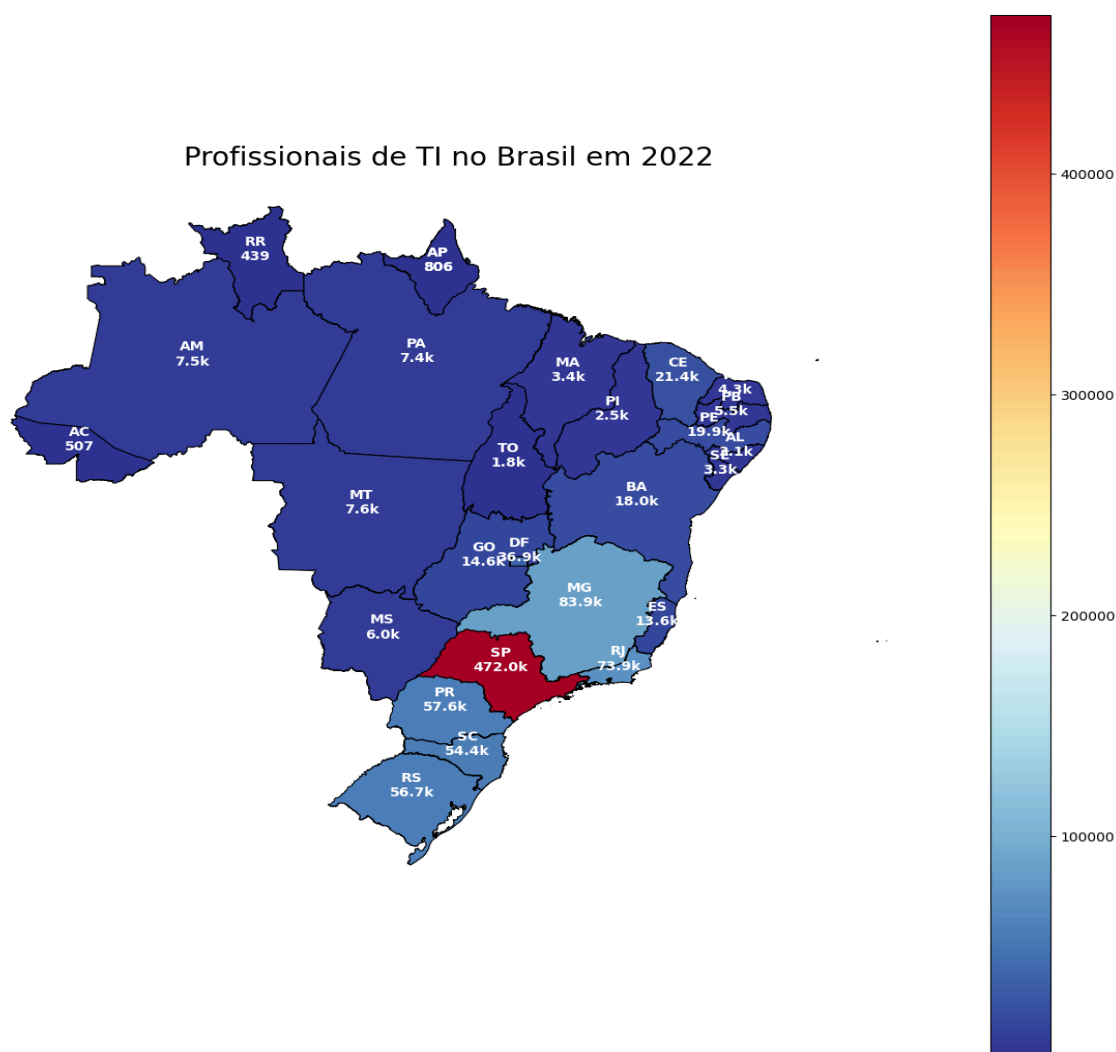 Profissionais de TI no Brasil em 2022
RR
439
AP
806
AM
7.5k
PA
7.4k
MA
3.4k
CE
21.4k
PI
2.5k
4.3k
PB
5.5k
PE
19.9k
AL
3.1k
SE
3.3k
AC
507
TO
1.8k
BA
18.0k
MT
7.6k
GO
14.6k
DF
36.9k
MG
83.9k
ES
13.6k
MS
6.0k
SP
472.0k
RJ
73.9k
PR
57.6k
SC
54.4k
RS
56.7k
400000
300000
200000
100000